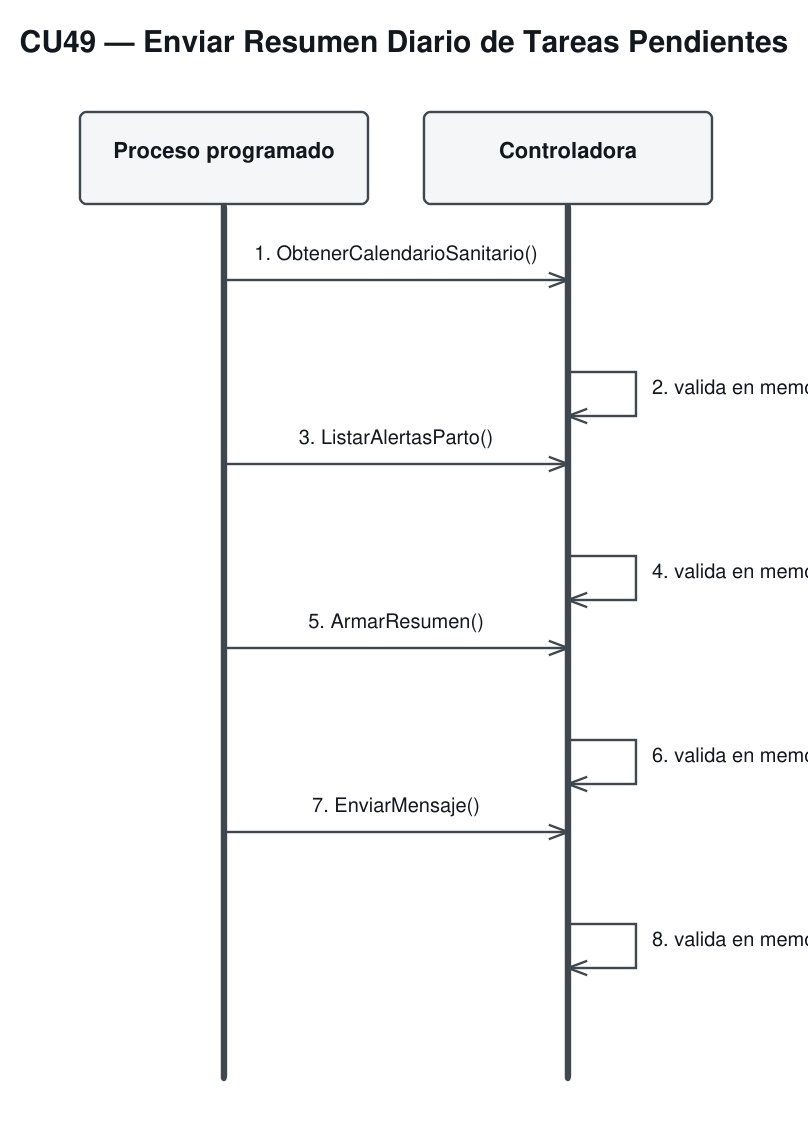 CU49 — Enviar Resumen Diario de Tareas Pendientes
Proceso programado
Controladora
1. ObtenerCalendarioSanitario()
2. valida en
3. ListarAlertasParto()
4. valida en
5. ArmarResumen()
6. valida en
7. EnviarMensaje()
8. valida en